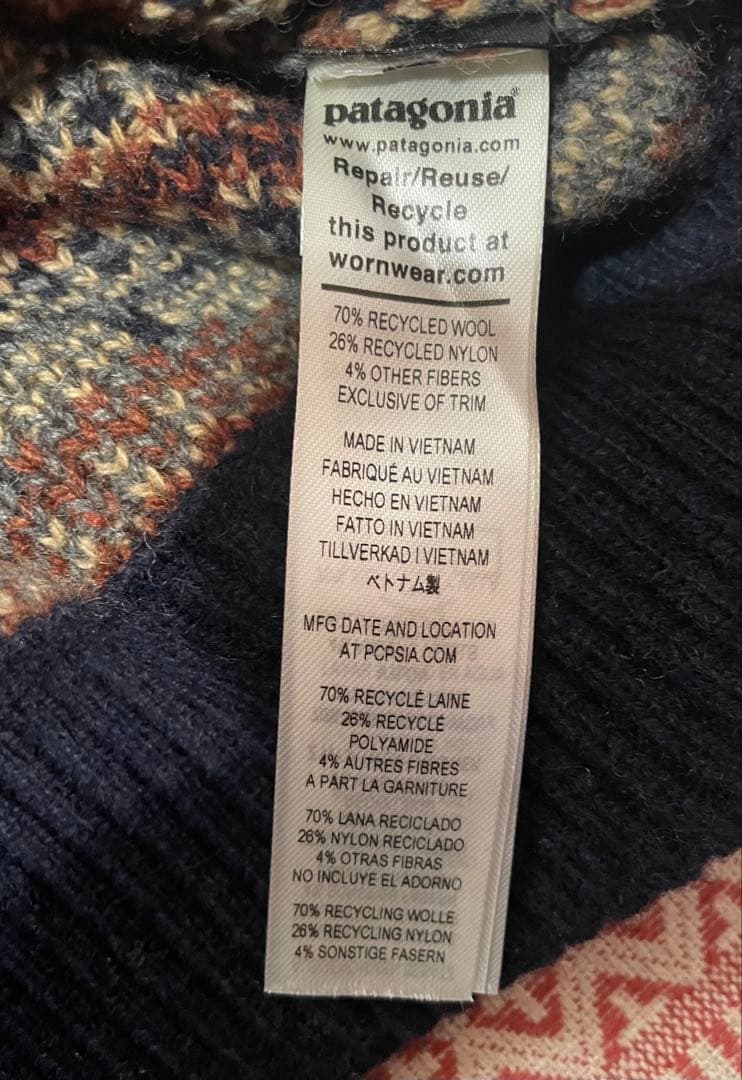 patagonia®
www.patagonia.com
Repair/Reuse/
Recycle
this product at
wornwear.com
70% RECYCLED WOOL
26% RECYCLED NYLON
4% OTHER FIBERS
EXCLUSIVE OF TRIM
MADE IN VIETNAM
FABRIQUÉ AU VIETNAM
HECHO EN VIETNAM
FATTO IN VIETNAM
TILLVERKAD I VIETNAM
ベトナム製
MFG DATE AND LOCATION
AT PCPSIA.COM
70% RECYCLÉ LAINE
26% RECYCLÉ
POLYAMIDE
4% AUTRES FIBRES
A PART LA GARNITURE
70% LANA RECICLADO
26% NYLON RECICLADO
4% OTRAS FIBRAS
NO INCLUYE EL ADORNO
70% RECYCLING WOLLE
26% RECYCLING NYLON
4% SONSTIGE FASERN